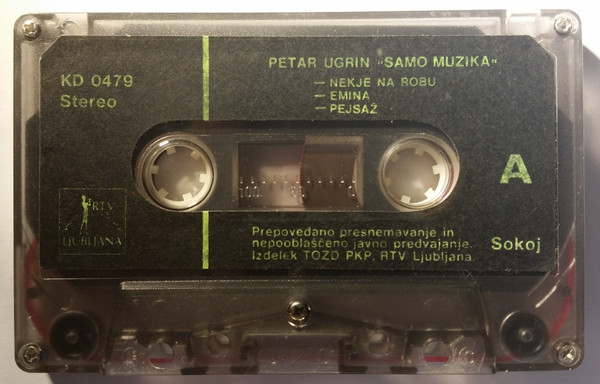 KD 0479
Stereo
PETAR UGRIN »SAMO MUZIKA«
— NEKJE NA ROBU
— EMINA
— PEJSAŽ
A
RTV
LJUBLJANA
Prepovedano presnemavanje in
nepooblaščeno javno predvajanje.
Izdelek TOZD PKP, RTV Ljubljana.
Sokoj